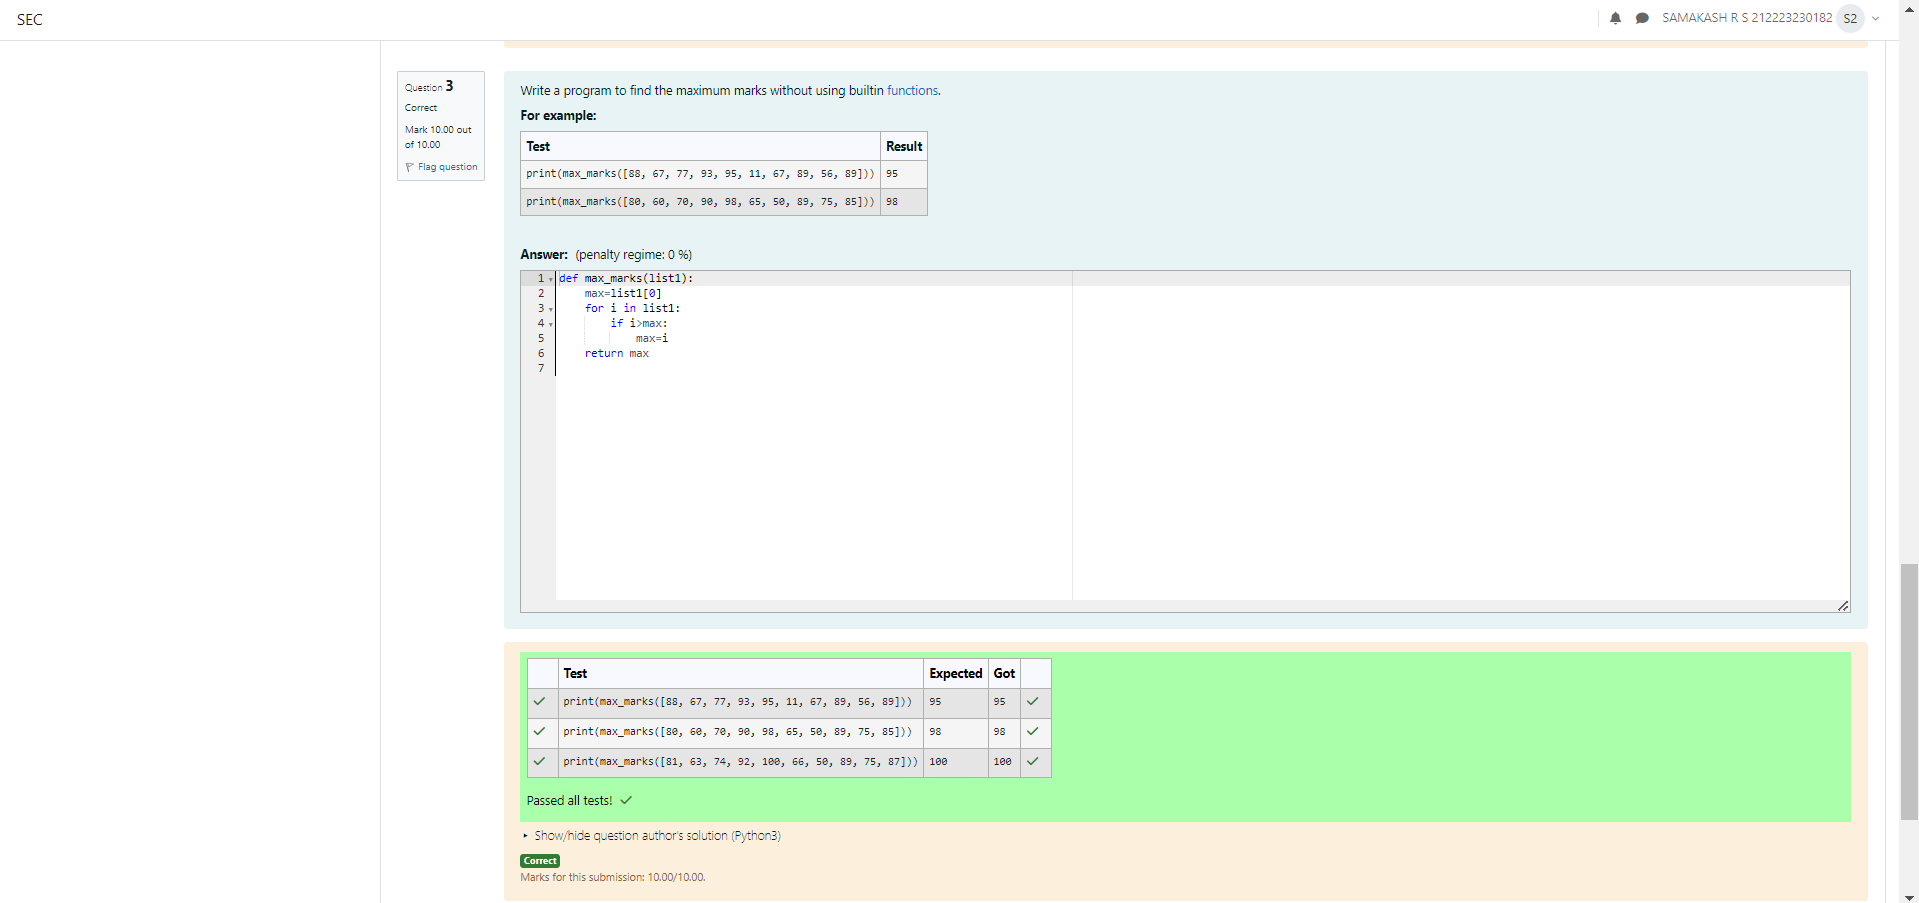 SEC
SAMAKASH R S 212223230182 S2
Question 3
Correct
Mark 10.00 out
of 10.00
Flag question
Write a program to find the maximum marks without using builtin functions.
For example:
Test Result
print(max_marks([88, 67, 77, 93, 95, 11, 67, 89, 56, 89])) 95
print(max_marks([80, 60, 70, 90, 98, 65, 50, 89, 75, 85])) 98
Answer: (penalty regime: 0 %)
1 def max_marks(list1):
2     max=list1[0]
3     for i in list1:
4         if i>max:
5             max=i
6     return max
7
Test Expected Got
print(max_marks([88, 67, 77, 93, 95, 11, 67, 89, 56, 89])) 95 95
print(max_marks([80, 60, 70, 90, 98, 65, 50, 89, 75, 85])) 98 98
print(max_marks([81, 63, 74, 92, 100, 66, 50, 89, 75, 87])) 100 100
Passed all tests!
Show/hide question author's solution (Python3)
Correct
Marks for this submission: 10.00/10.00.